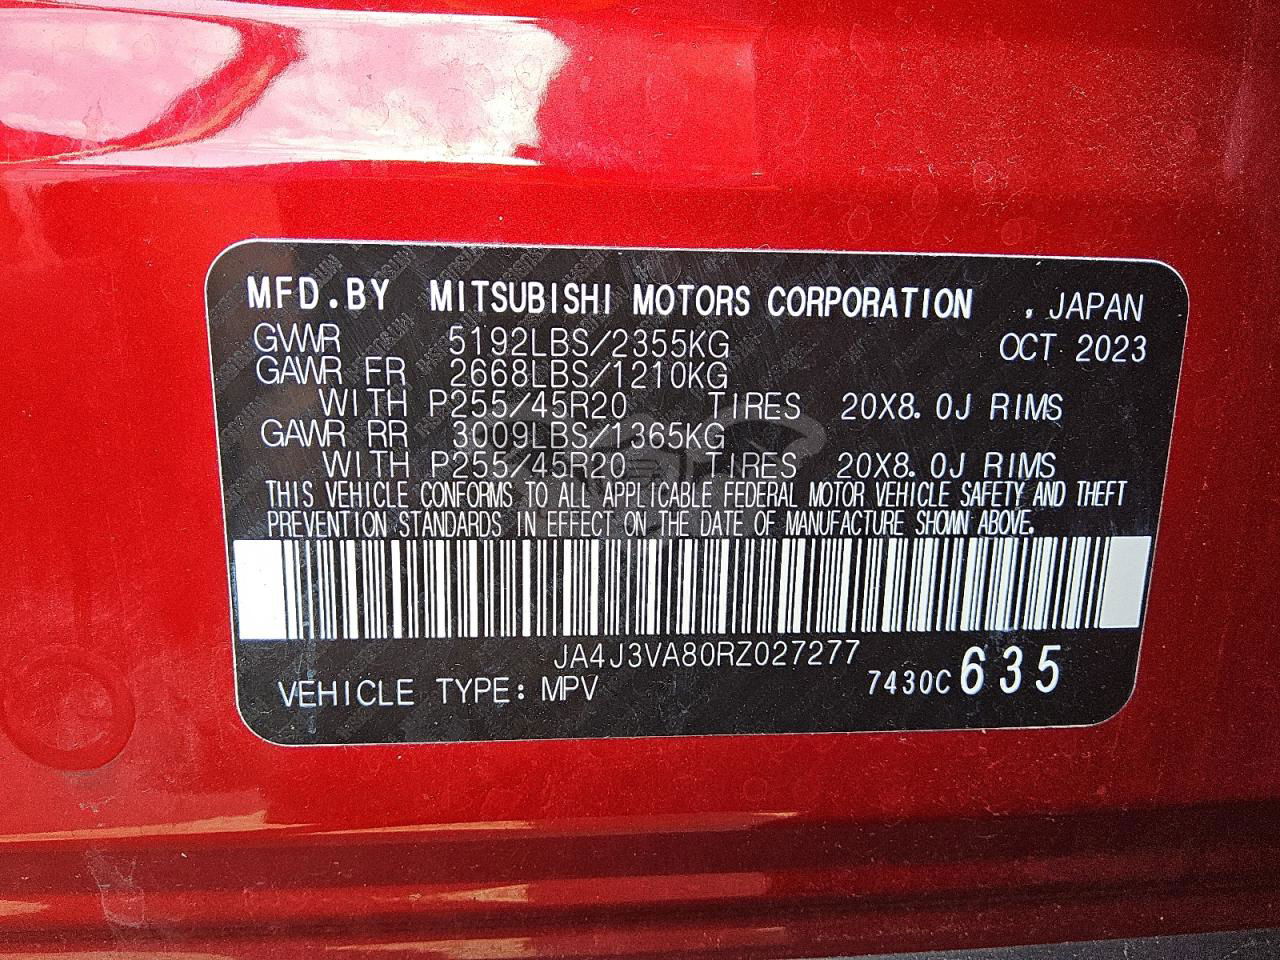 MFD.BY MITSUBISHI MOTORS CORPORATION , JAPAN
GVWR 5192LBS/2355KG OCT 2023
GAWR FR 2668LBS/1210KG
WITH P255/45R20 TIRES 20X8.0J RIMS
GAWR RR 3009LBS/1365KG
WITH P255/45R20 TIRES 20X8.0J RIMS
THIS VEHICLE CONFORMS TO ALL APPLICABLE FEDERAL MOTOR VEHICLE SAFETY AND THEFT
PREVENTION STANDARDS IN EFFECT ON THE DATE OF MANUFACTURE SHOWN ABOVE.
JA4J3VA80RZ027277
VEHICLE TYPE: MPV 7430C 635